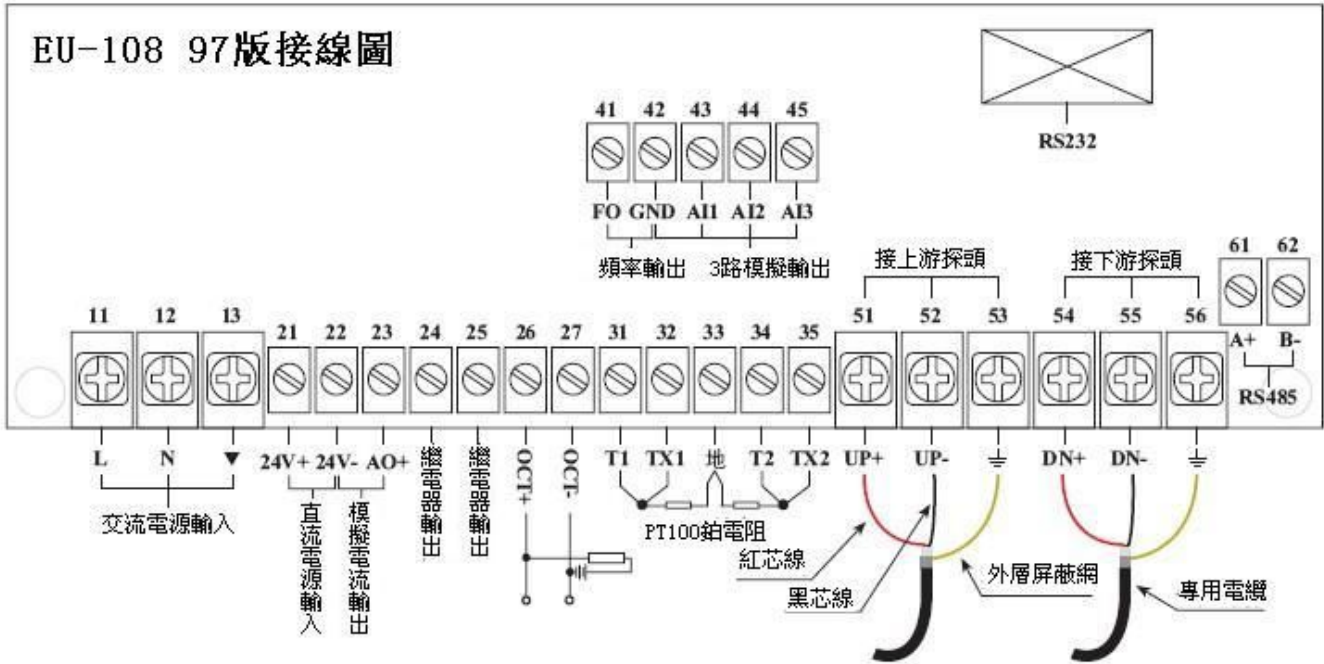 EU-108 97版接線圖
RS232
41 42 43 44 45
FO GND AI1 AI2 AI3
頻率輸出 3路模擬輸出
接上游探頭 接下游探頭
61 62
A+ B-
RS485
11 12 13 21 22 23 24 25 26 27 31 32 33 34 35 51 52 53 54 55 56
L N ▼ 24V+ 24V- AO+ 繼電器輸出 繼電器輸出 OCT+ OCT- T1 TX1 地 T2 TX2 UP+ UP- DN+ DN-
交流電源輸入
直流電源輸入
模擬電流輸出
PT100鉑電阻
紅芯線
黑芯線
外層屏蔽網
專用電纜